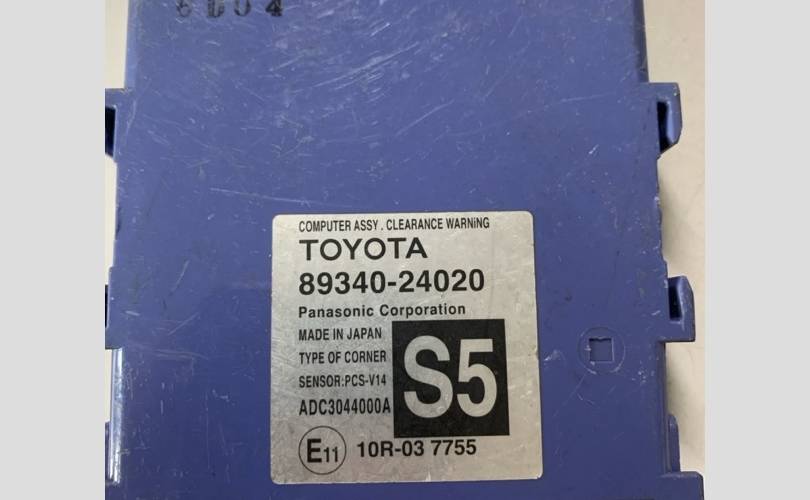 COMPUTER ASSY . CLEARANCE WARNiNG
TOYOTA
89340-24020
Panasonic Corporation
MADE IN JAPAN
TYPE OF CORNER
SENSOR:PCS-V14
ADC3044000A
S5
E11 10R-03 7755